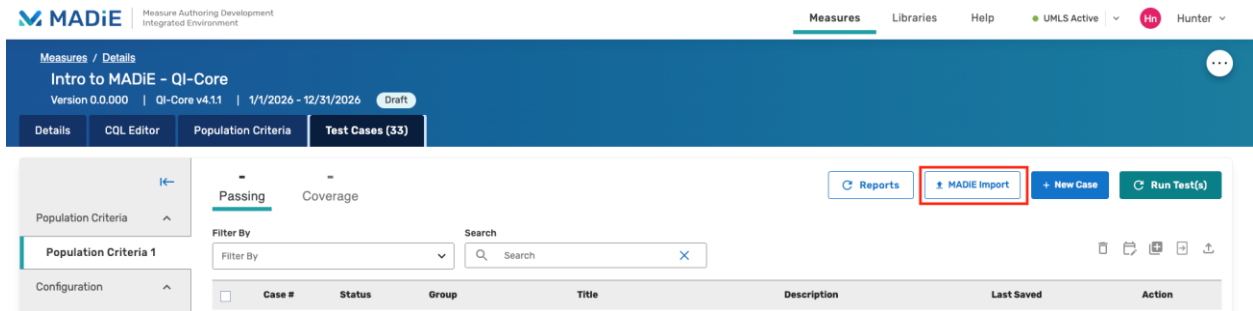 MADiE
Measure Authoring Development
Integrated Environment
Measures
Libraries
Help
UMLS Active
Hn
Hunter
Measures / Details
Intro to MADiE - QI-Core
Version 0.0.000 | QI-Core v4.1.1 | 1/1/2026 - 12/31/2026 Draft
Details
CQL Editor
Population Criteria
Test Cases (33)
-
Passing
-
Coverage
Reports
MADiE Import
+ New Case
Run Test(s)
Population Criteria
Population Criteria 1
Configuration
Filter By
Filter By
Search
Search
Case #
Status
Group
Title
Description
Last Saved
Action